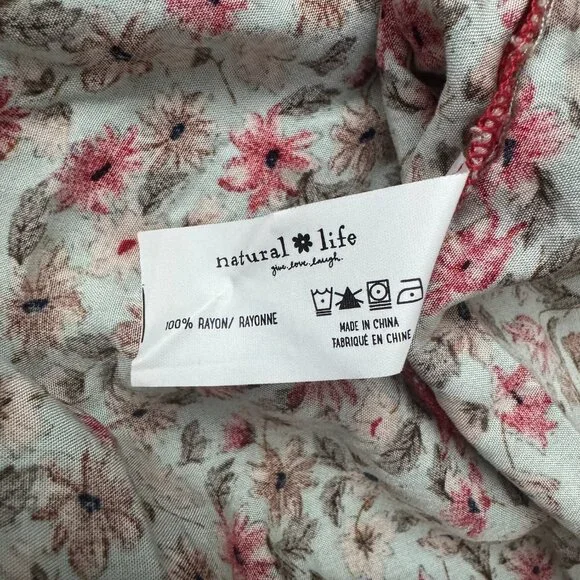 natural life
give.love.laugh.
100% RAYON/ RAYONNE
MADE IN CHINA
FABRIQUÉ EN CHINE